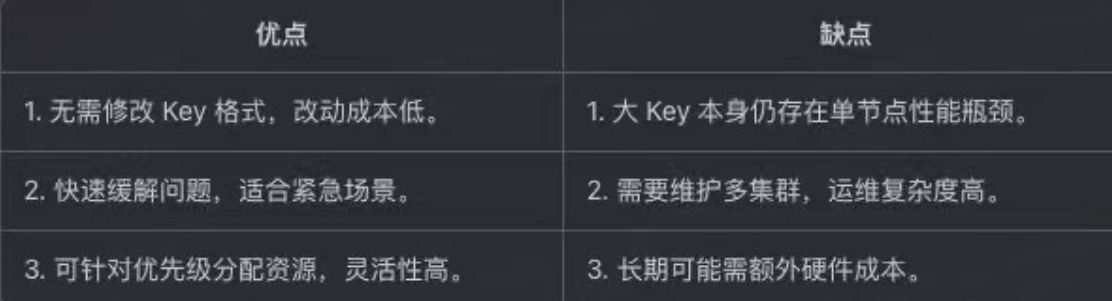 优点
缺点
1. 无需修改 Key 格式，改动成本低。
1. 大 Key 本身仍存在单节点性能瓶颈。
2. 快速缓解问题，适合紧急场景。
2. 需要维护多集群，运维复杂度高。
3. 可针对优先级分配资源，灵活性高。
3. 长期可能需额外硬件成本。